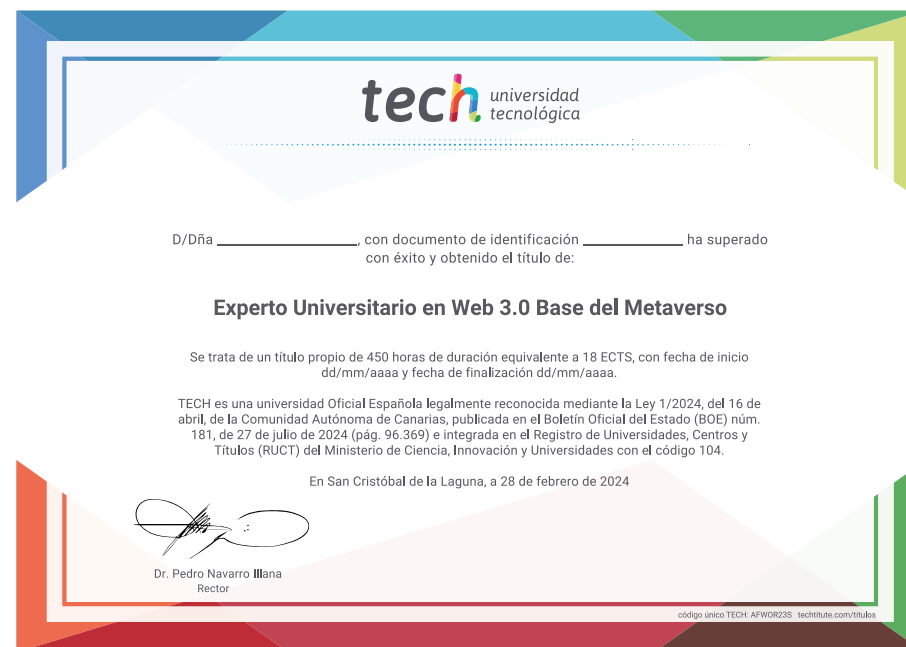 tech universidad
tecnológica
D/Dña ____________________, con documento de identificación ______________ ha superado
con éxito y obtenido el título de:
Experto Universitario en Web 3.0 Base del Metaverso
Se trata de un título propio de 450 horas de duración equivalente a 18 ECTS, con fecha de inicio
dd/mm/aaaa y fecha de finalización dd/mm/aaaa.
TECH es una universidad Oficial Española legalmente reconocida mediante la Ley 1/2024, del 16 de
abril, de la Comunidad Autónoma de Canarias, publicada en el Boletín Oficial del Estado (BOE) núm.
181, de 27 de julio de 2024 (pág. 96.369) e integrada en el Registro de Universidades, Centros y
Títulos (RUCT) del Ministerio de Ciencia, Innovación y Universidades con el código 104.
En San Cristóbal de la Laguna, a 28 de febrero de 2024
Dr. Pedro Navarro Illana
Rector
código único TECH: AFWOR23S techtitute.com/titulos